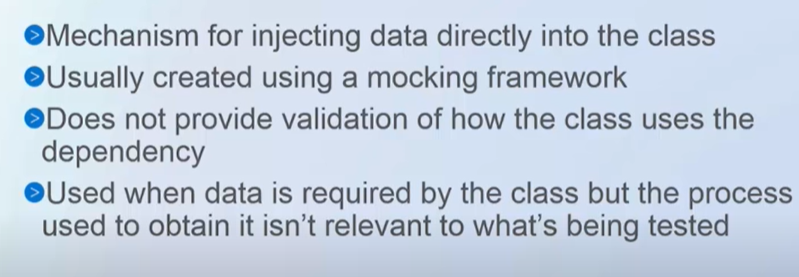 Mechanism for injecting data directly into the class
Usually created using a mocking framework
Does not provide validation of how the class uses the
dependency
Used when data is required by the class but the process
used to obtain it isn't relevant to what's being tested